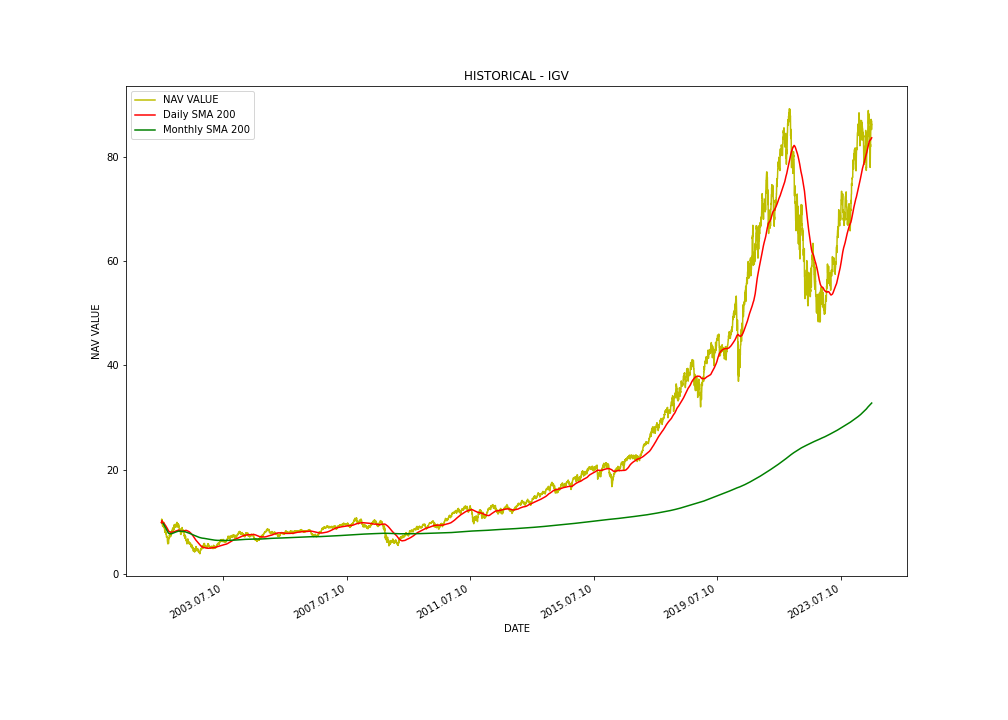 HISTORICAL - IGV
NAV VALUE
Daily SMA 200
Monthly SMA 200
80
60
40
20
0
NAV VALUE
2003.07.10
2007.07.10
2011.07.10
2015.07.10
2019.07.10
2023.07.10
DATE